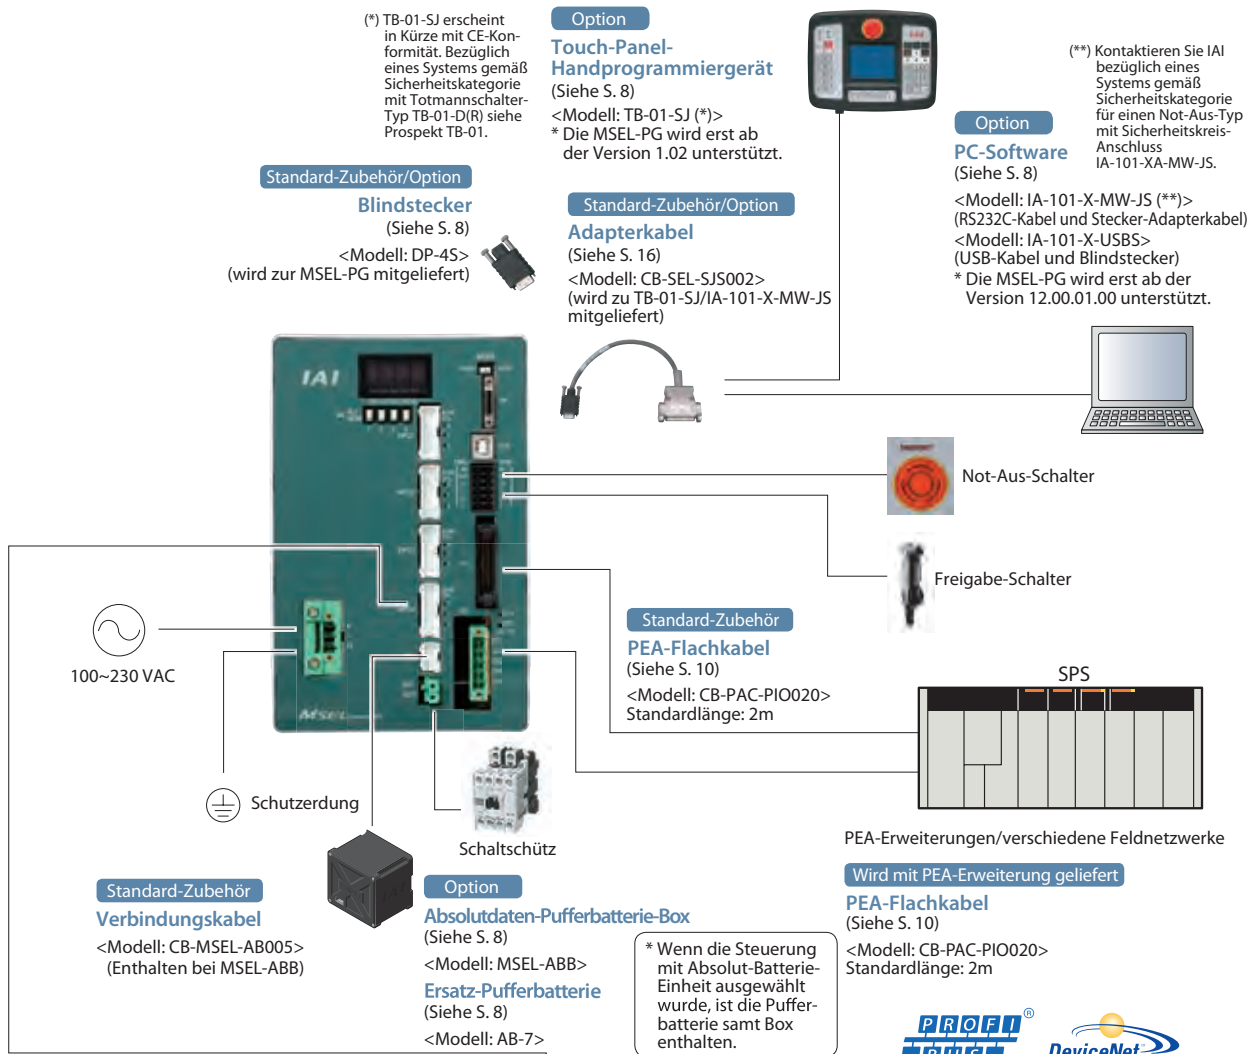 (*) TB-01-SJ erscheint
in Kürze mit CE-Kon-
formität. Bezüglich
eines Systems gemäß
Sicherheitskategorie
mit Totmannschalter-
Typ TB-01-D(R) siehe
Prospekt TB-01.
Option
Touch-Panel-
Handprogrammiergerät
(Siehe S. 8)
<Modell: TB-01-SJ (*)>
* Die MSEL-PG wird erst ab
der Version 1.02 unterstützt.
(**) Kontaktieren Sie IAI
bezüglich eines
Systems gemäß
Sicherheitskategorie
für einen Not-Aus-Typ
mit Sicherheitskreis-
Anschluss
IA-101-XA-MW-JS.
Option
PC-Software
(Siehe S. 8)
<Modell: IA-101-X-MW-JS (**)>
(RS232C-Kabel und Stecker-Adapterkabel)
<Modell: IA-101-X-USBS>
(USB-Kabel und Blindstecker)
* Die MSEL-PG wird erst ab der
Version 12.00.01.00 unterstützt.
Standard-Zubehör/Option
Blindstecker
(Siehe S. 8)
<Modell: DP-4S>
(wird zur MSEL-PG mitgeliefert)
Standard-Zubehör/Option
Adapterkabel
(Siehe S. 16)
<Modell: CB-SEL-SJS002>
(wird zu TB-01-SJ/IA-101-X-MW-JS
mitgeliefert)
IAI
MSEL
Not-Aus-Schalter
Freigabe-Schalter
100~230 VAC
Schutzerdung
Schaltschütz
Standard-Zubehör
PEA-Flachkabel
(Siehe S. 10)
<Modell: CB-PAC-PIO020>
Standardlänge: 2m
SPS
PEA-Erweiterungen/verschiedene Feldnetzwerke
Wird mit PEA-Erweiterung geliefert
PEA-Flachkabel
(Siehe S. 10)
<Modell: CB-PAC-PIO020>
Standardlänge: 2m
Standard-Zubehör
Verbindungskabel
<Modell: CB-MSEL-AB005>
(Enthalten bei MSEL-ABB)
Option
Absolutdaten-Pufferbatterie-Box
(Siehe S. 8)
<Modell: MSEL-ABB>
Ersatz-Pufferbatterie
(Siehe S. 8)
<Modell: AB-7>
* Wenn die Steuerung
mit Absolut-Batterie-
Einheit ausgewählt
wurde, ist die Puffer-
batterie samt Box
enthalten.
PROFI
BUS
®
DeviceNet™